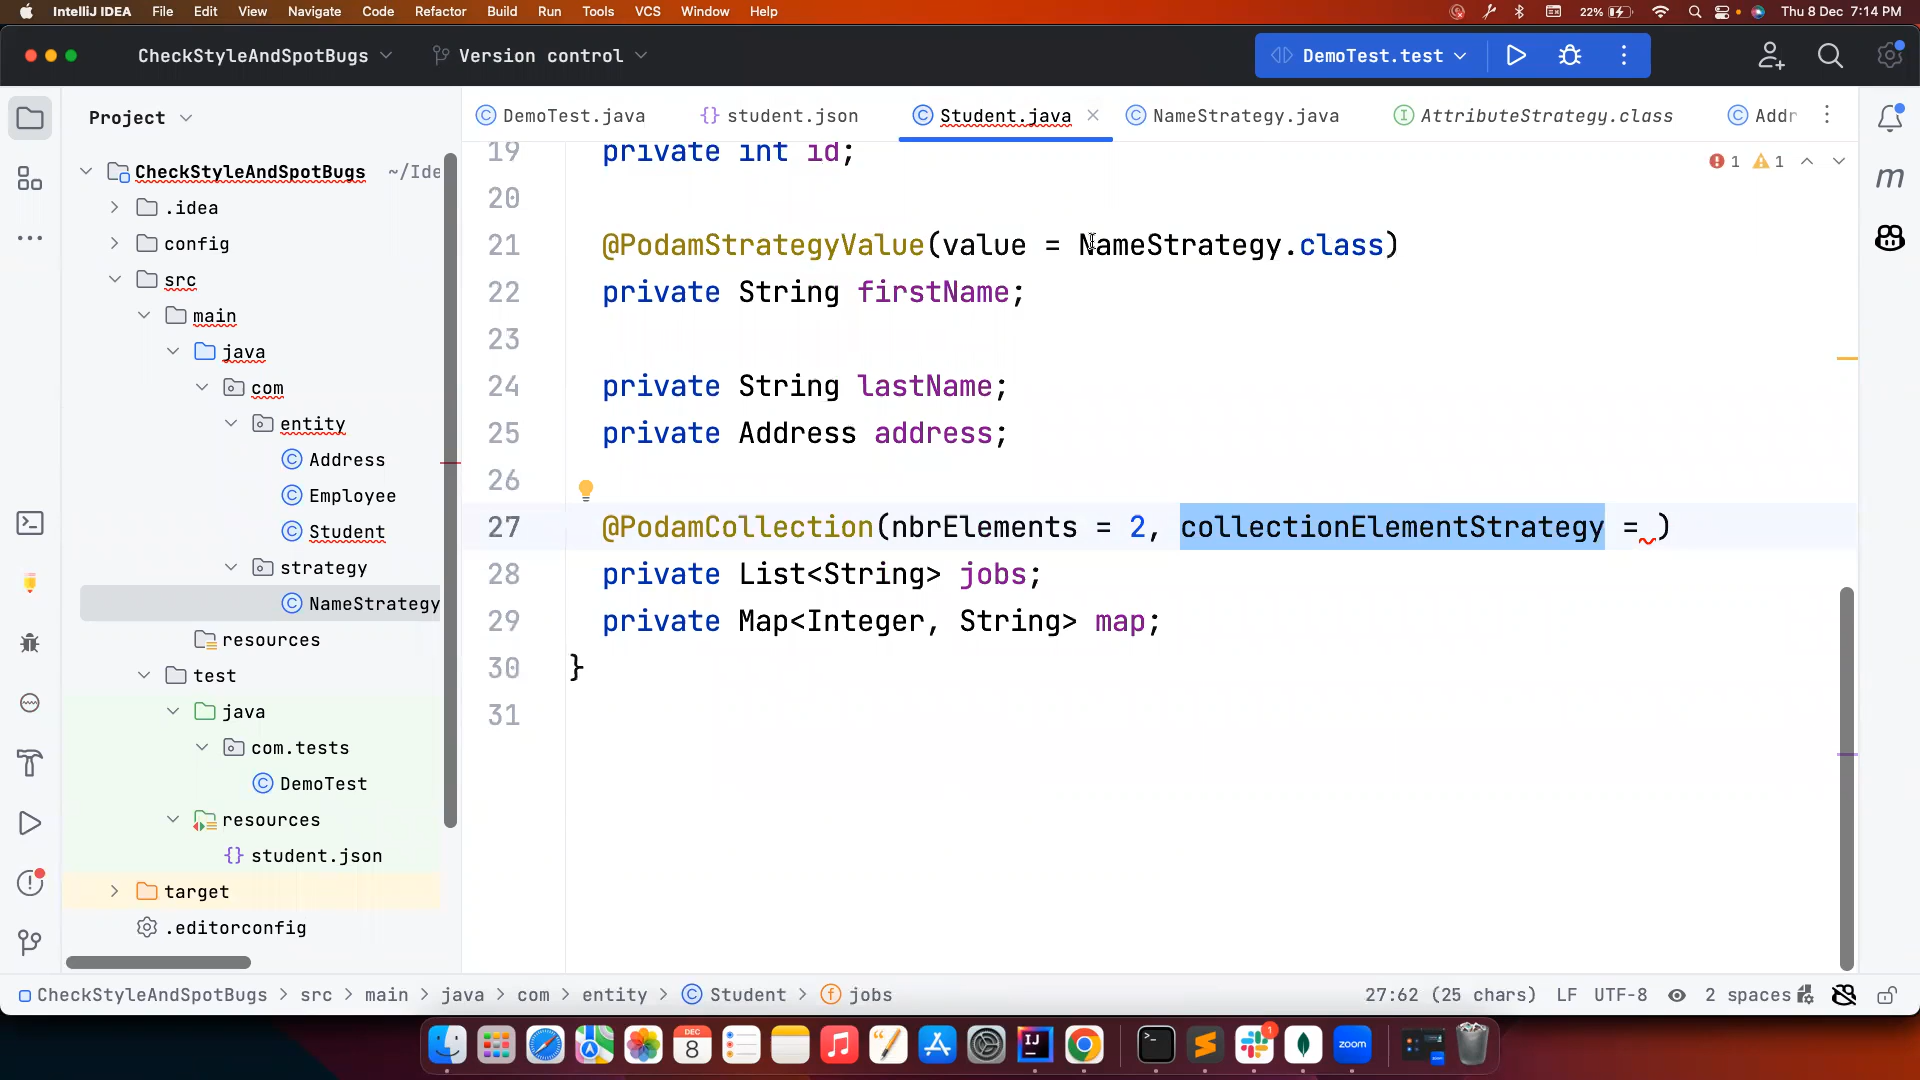 IntelliJ IDEA File Edit View Navigate Code Refactor Build Run Tools VCS Window Help 22% Thu 8 Dec 7:14 PM
CheckStyleAndSpotBugs Version control DemoTest.test
Project
DemoTest.java student.json Student.java NameStrategy.java AttributeStrategy.class Addr
CheckStyleAndSpotBugs ~/Ide
.idea
config
src
main
java
com
entity
Address
Employee
Student
strategy
NameStrategy
resources
test
java
com.tests
DemoTest
resources
student.json
target
.editorconfig
1 1
19 private int id;
20
21 @PodamStrategyValue(value = NameStrategy.class)
22 private String firstName;
23
24 private String lastName;
25 private Address address;
26
27 @PodamCollection(nbrElements = 2, collectionElementStrategy = )
28 private List<String> jobs;
29 private Map<Integer, String> map;
30 }
31
m
CheckStyleAndSpotBugs > src > main > java > com > entity > Student > jobs 27:62 (25 chars) LF UTF-8 2 spaces
DEC
8
IJ
1
zoom